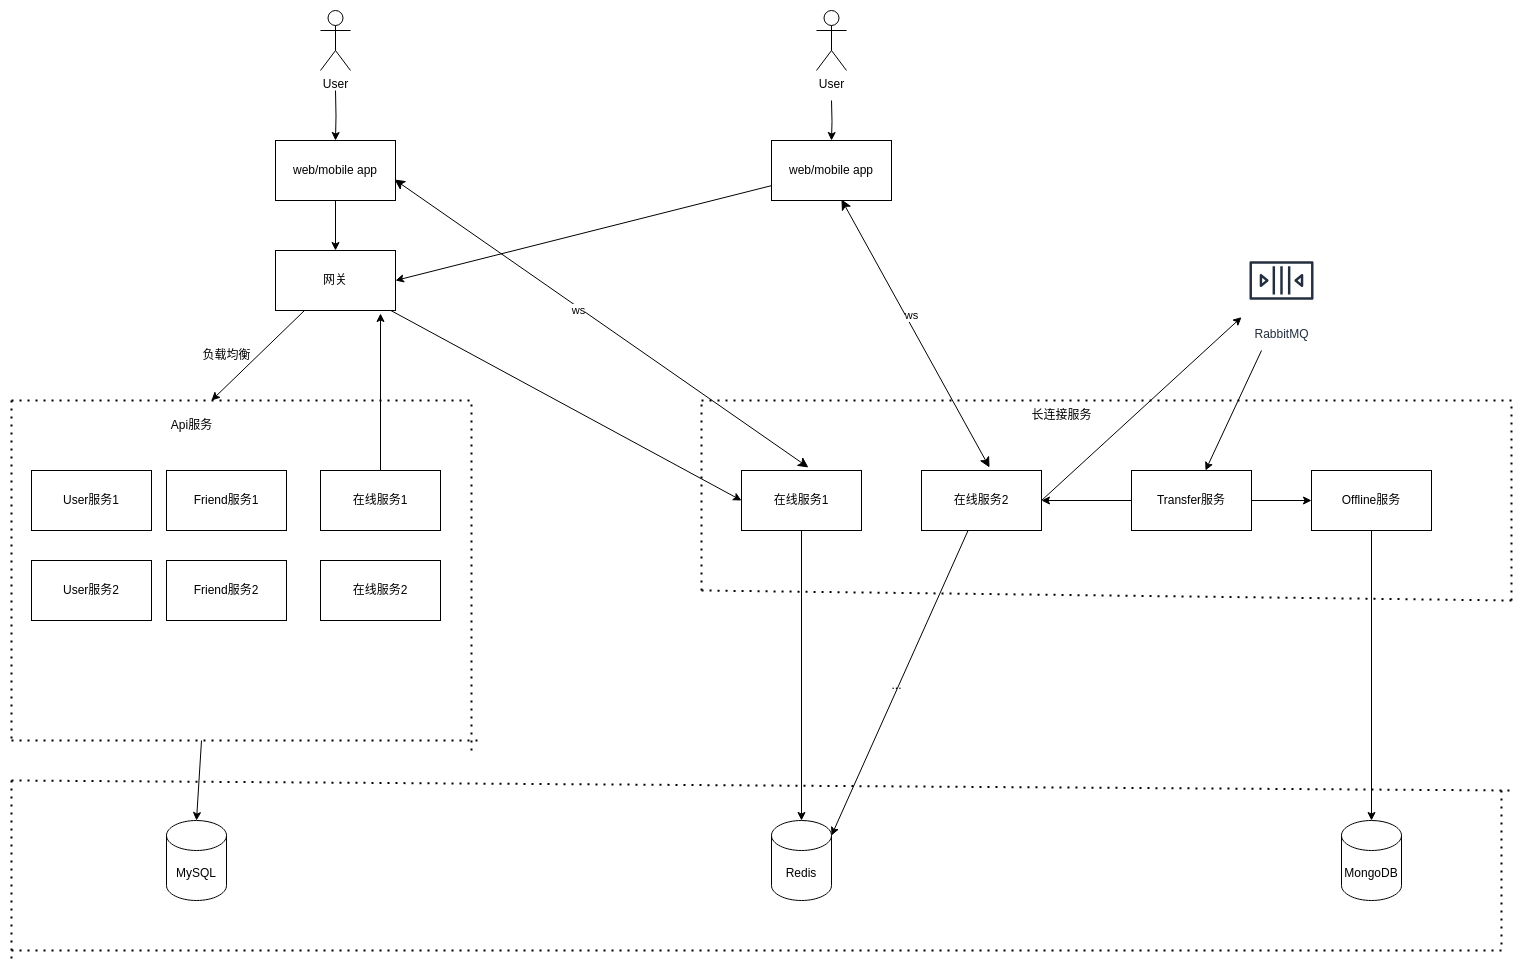 User
User
web/mobile app
web/mobile app
网关
ws
ws
RabbitMQ
负载均衡
Api服务
长连接服务
User服务1
Friend服务1
在线服务1
在线服务1
在线服务2
Transfer服务
Offline服务
User服务2
Friend服务2
在线服务2
...
MySQL
Redis
MongoDB